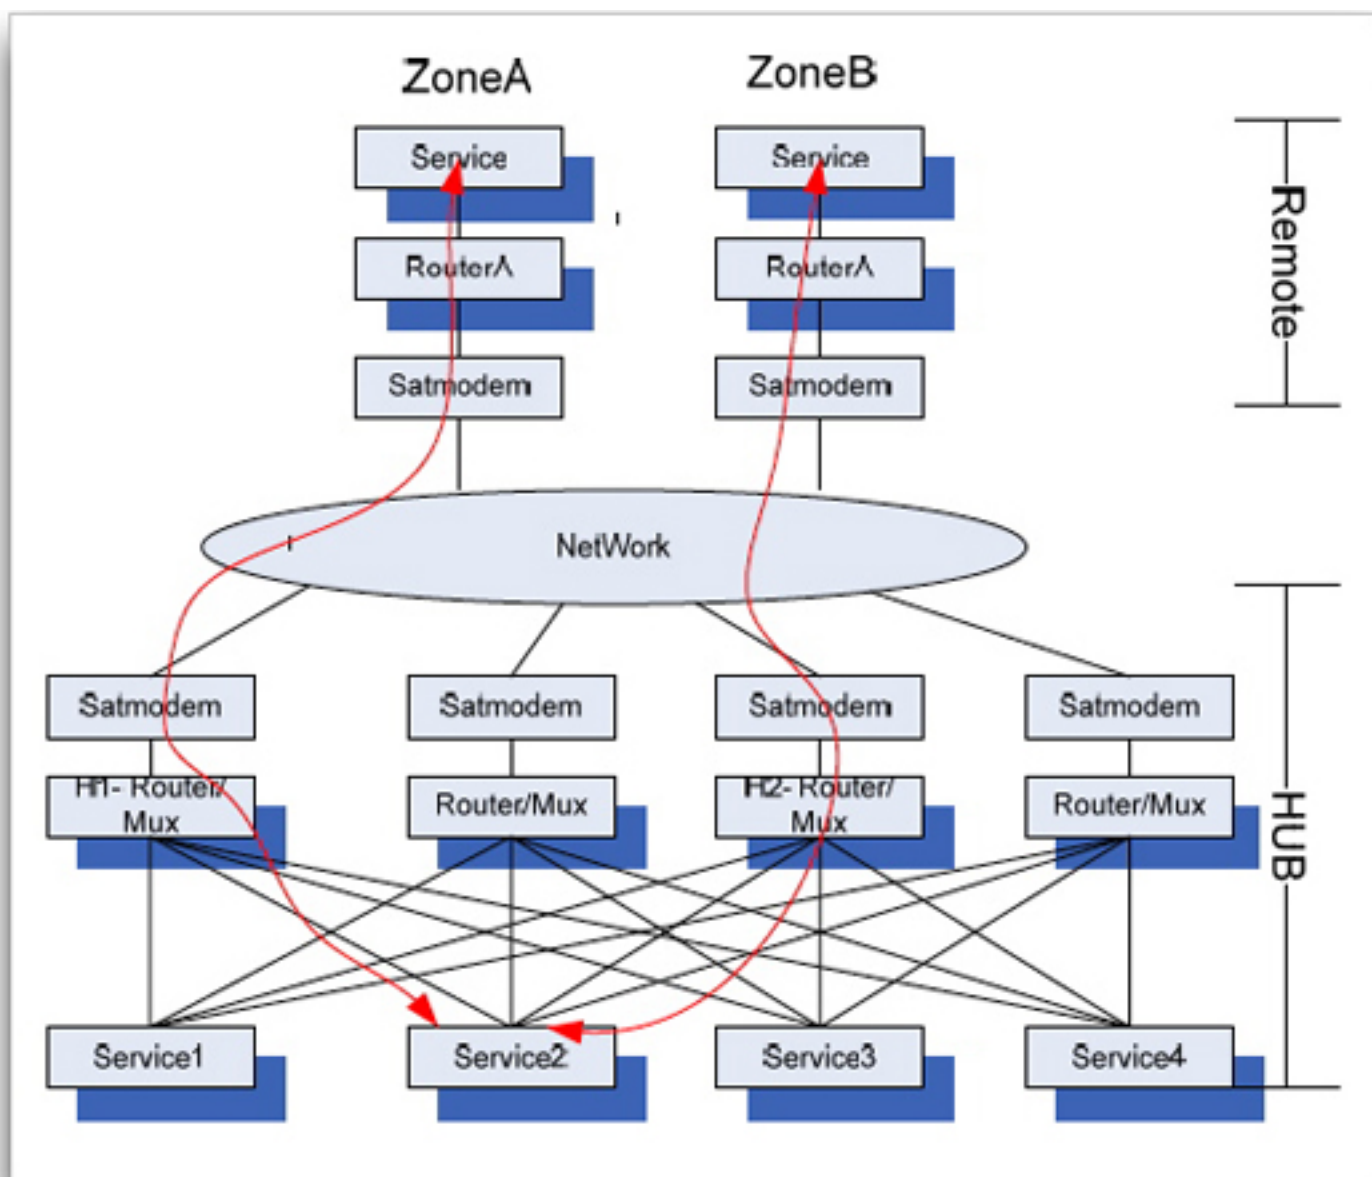 ZoneA
ZoneB
Service
Service
RouterA
RouterA
Satmodem
Satmodem
Remote
NetWork
Satmodem
Satmodem
Satmodem
Satmodem
H1- Router/
Mux
Router/Mux
H2- Router/
Mux
Router/Mux
HUB
Service1
Service2
Service3
Service4